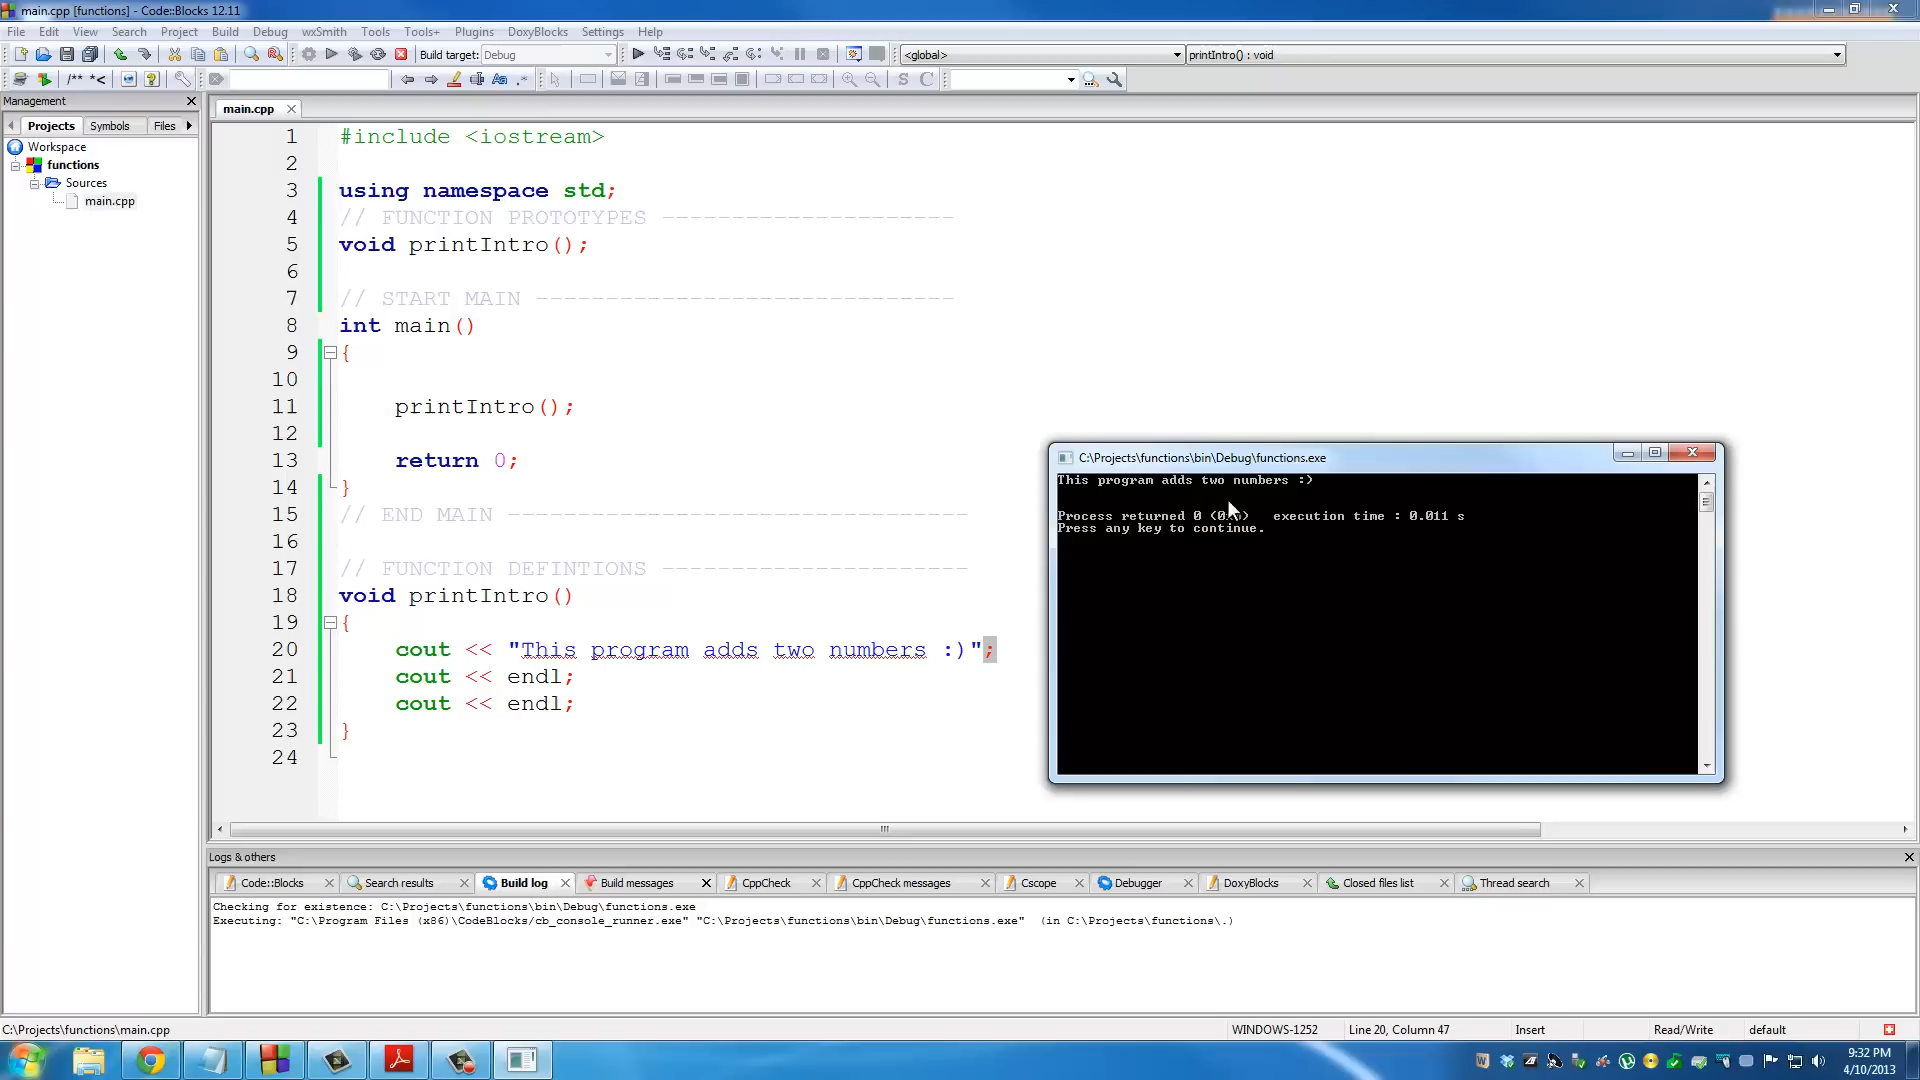 main.cpp [functions] - Code::Blocks 12.11
File Edit View Search Project Build Debug wxSmith Tools Tools+ Plugins DoxyBlocks Settings Help
Build target: Debug
<global>
printIntro() : void
/** *<
Aa .*
S C
Management
Projects Symbols Files
Workspace
functions
Sources
main.cpp
main.cpp
1 #include <iostream>
2
3 using namespace std;
4 // FUNCTION PROTOTYPES ----------------------
5 void printIntro();
6
7 // START MAIN ------------------------------
8 int main()
9 {
10
11 printIntro();
12
13 return 0;
14 }
15 // END MAIN ---------------------------------
16
17 // FUNCTION DEFINTIONS ----------------------
18 void printIntro()
19 {
20 cout << "This program adds two numbers :)";
21 cout << endl;
22 cout << endl;
23 }
24
C:\Projects\functions\bin\Debug\functions.exe
This program adds two numbers :)
Process returned 0 execution time : 0.011 s
Press any key to continue.
Logs & others
Code::Blocks Search results Build log Build messages CppCheck CppCheck messages Cscope Debugger DoxyBlocks Closed files list Thread search
Checking for existence: C:\Projects\functions\bin\Debug\functions.exe
Executing: "C:\Program Files (x86)\CodeBlocks/cb_console_runner.exe" "C:\Projects\functions\bin\Debug\functions.exe" (in C:\Projects\functions\.)
C:\Projects\functions\main.cpp
WINDOWS-1252 Line 20, Column 47 Insert Read/Write default
9:32 PM
4/10/2013